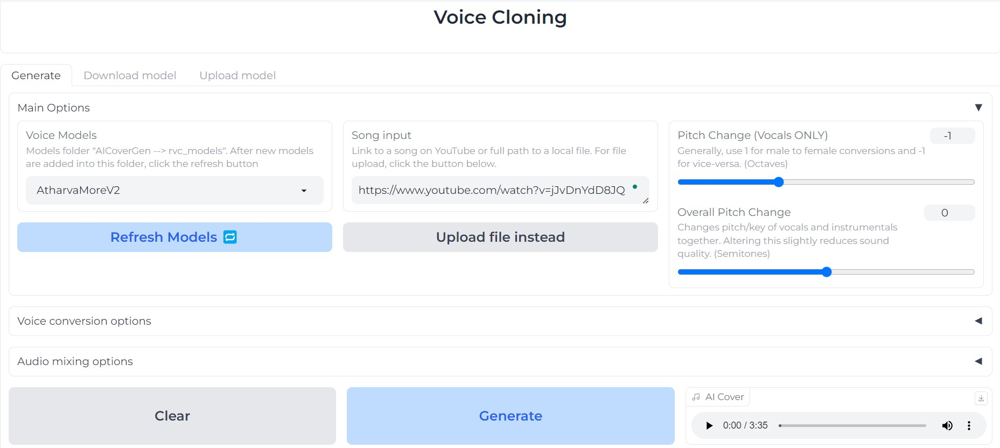 Voice Cloning
Generate
Download model
Upload model
Main Options
Voice Models
Models folder "AICoverGen --> rvc_models". After new models
are added into this folder, click the refresh button
AtharvaMoreV2
Refresh Models
Song input
Link to a song on YouTube or full path to a local file. For file
upload, click the button below.
https://www.youtube.com/watch?v=jJvDnYdD8JQ
Upload file instead
Pitch Change (Vocals ONLY)
-1
Generally, use 1 for male to female conversions and -1
for vice-versa. (Octaves)
Overall Pitch Change
0
Changes pitch/key of vocals and instrumentals
together. Altering this slightly reduces sound
quality. (Semitones)
Voice conversion options
Audio mixing options
Clear
Generate
AI Cover
0:00 / 3:35